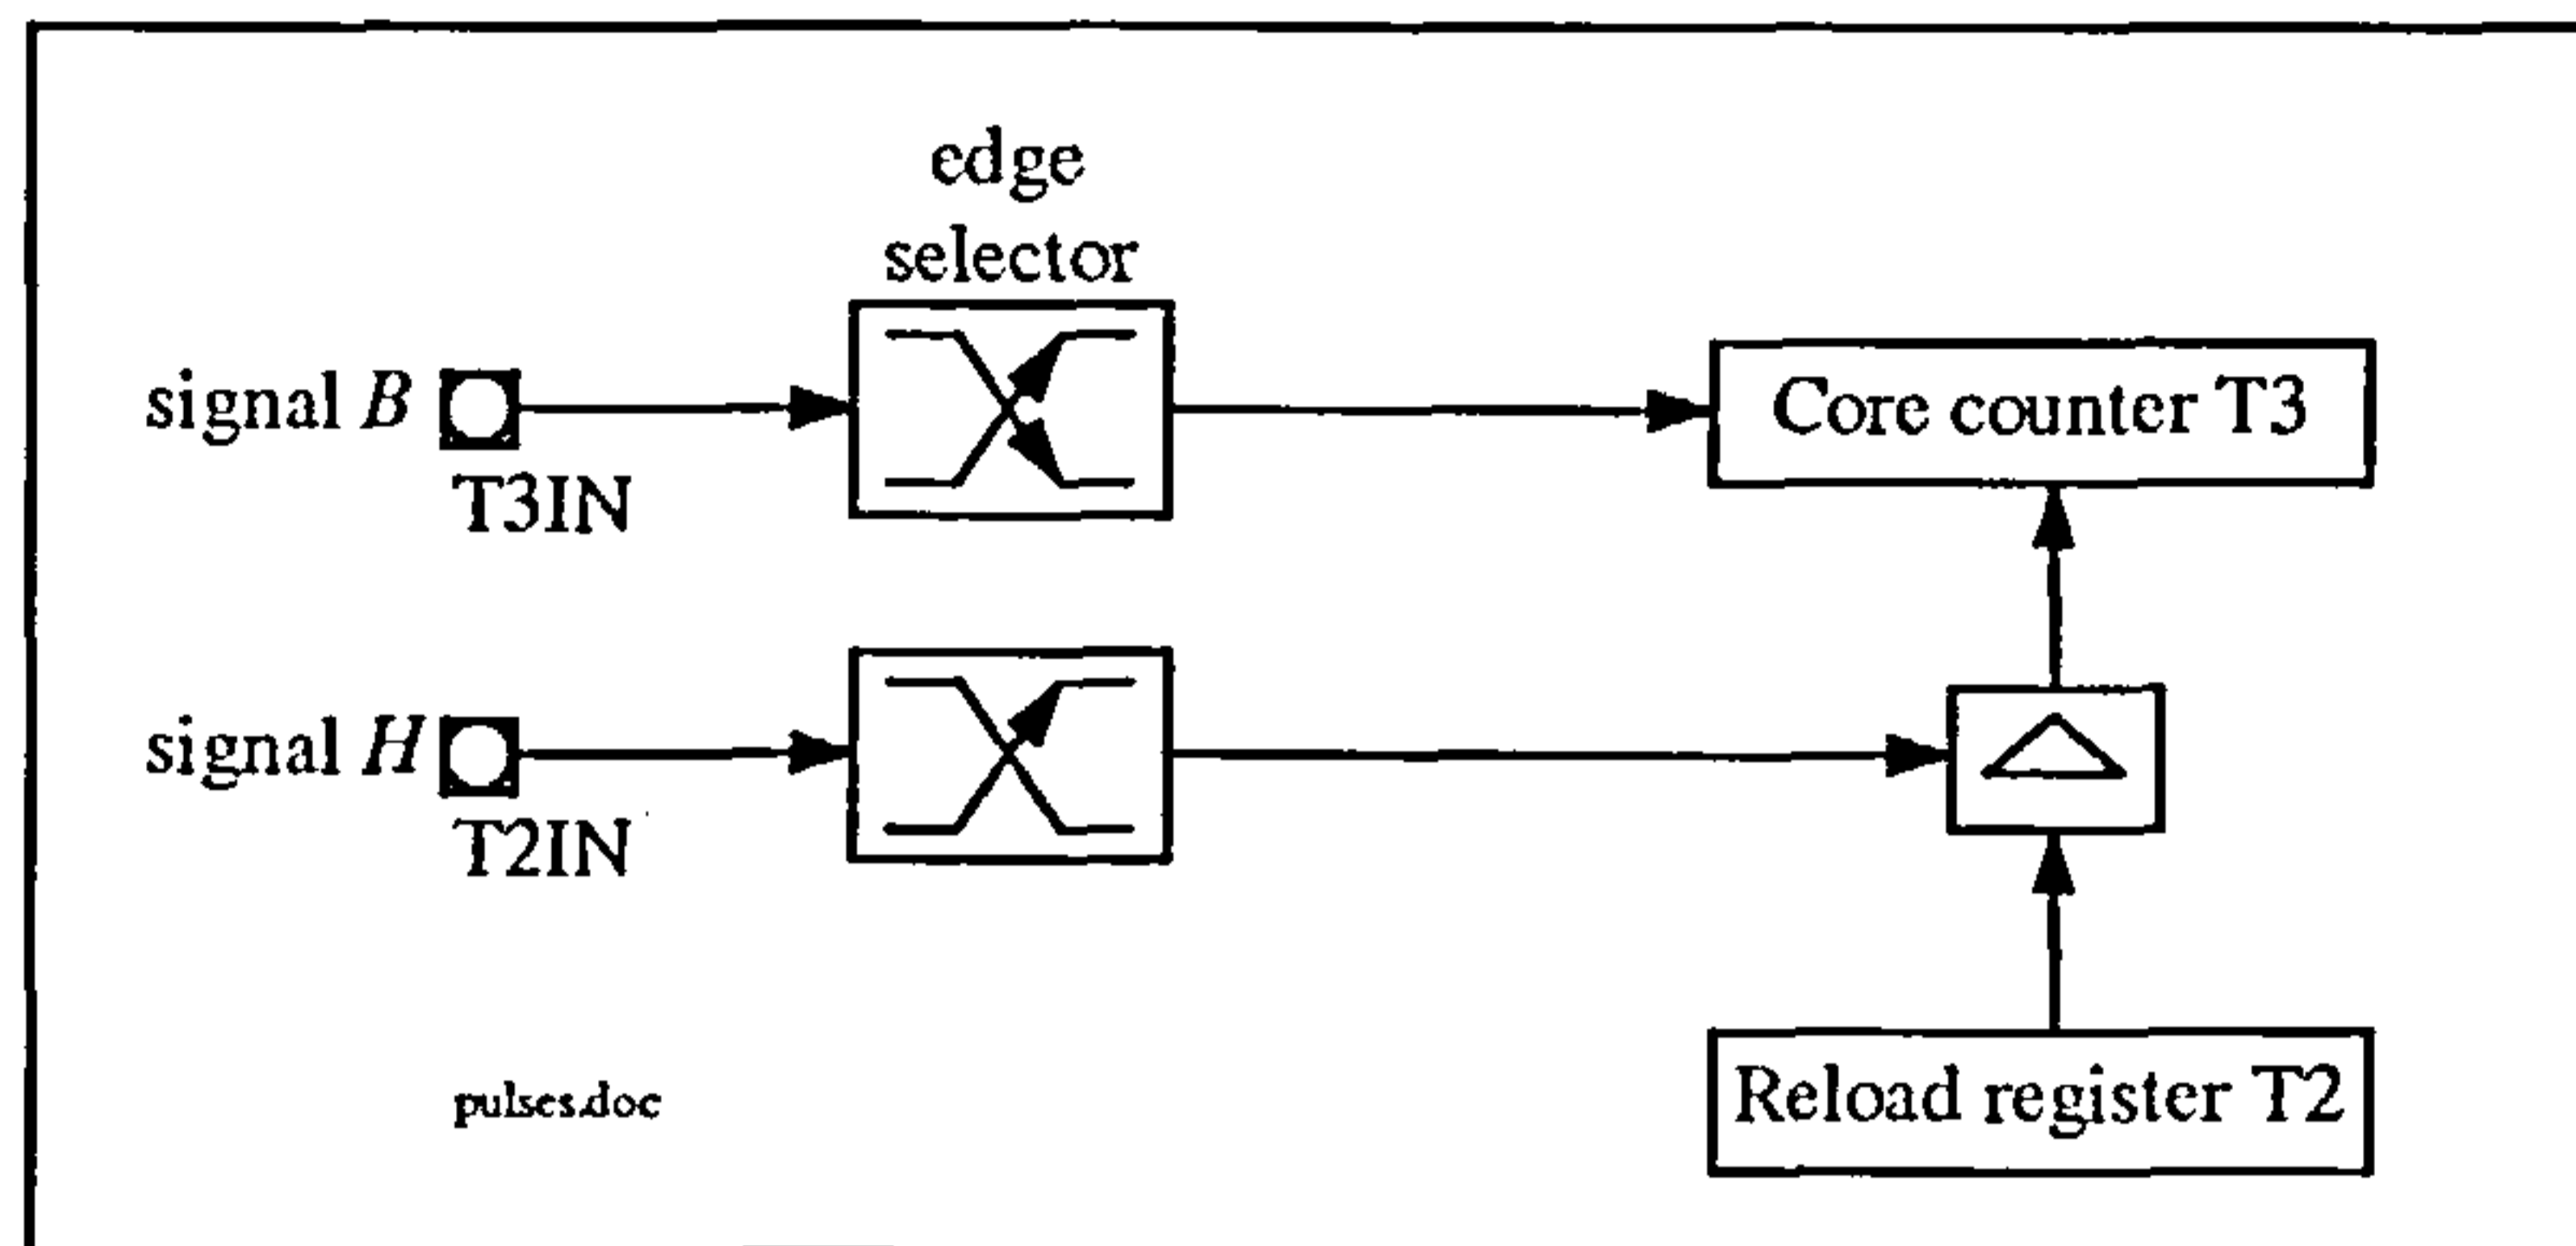 edge
selector
signal B
T3IN
Core counter T3
signal H
T2IN
pulses.doc
Reload register T2